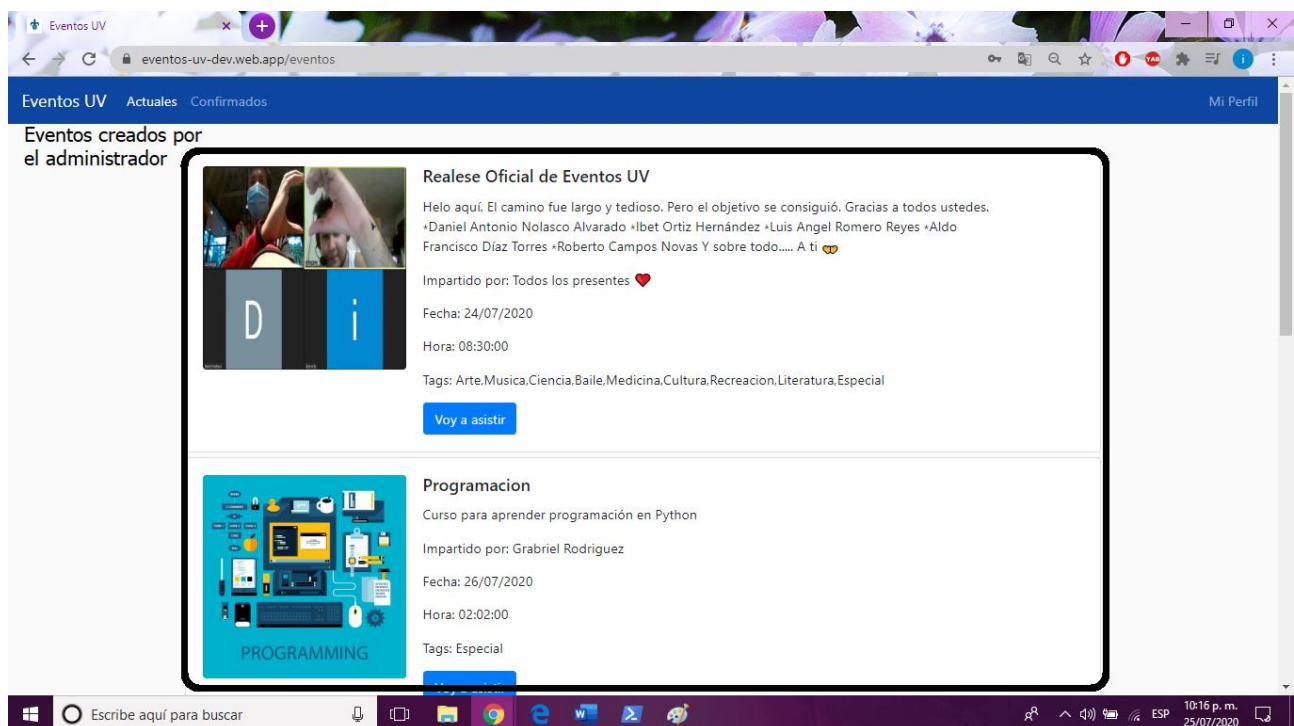 Eventos UV
eventos-uv-dev.web.app/eventos
YAB
i
Eventos UV Actuales Confirmados Mi Perfil
Eventos creados por
el administrador
Realese Oficial de Eventos UV
Helo aquí. El camino fue largo y tedioso. Pero el objetivo se consiguió. Gracias a todos ustedes.
*Daniel Antonio Nolasco Alvarado *Ibet Ortiz Hernández *Luis Angel Romero Reyes *Aldo
Francisco Díaz Torres *Roberto Campos Novas Y sobre todo..... A ti
Impartido por: Todos los presentes ❤
Fecha: 24/07/2020
Hora: 08:30:00
Tags: Arte,Musica,Ciencia,Baile,Medicina,Cultura,Recreacion,Literatura,Especial
Voy a asistir
D i
Programacion
Curso para aprender programación en Python
Impartido por: Grabriel Rodriguez
Fecha: 26/07/2020
Hora: 02:02:00
Tags: Especial
Voy a asistir
PROGRAMMING
Escribe aquí para buscar
ESP
10:16 p. m.
25/07/2020